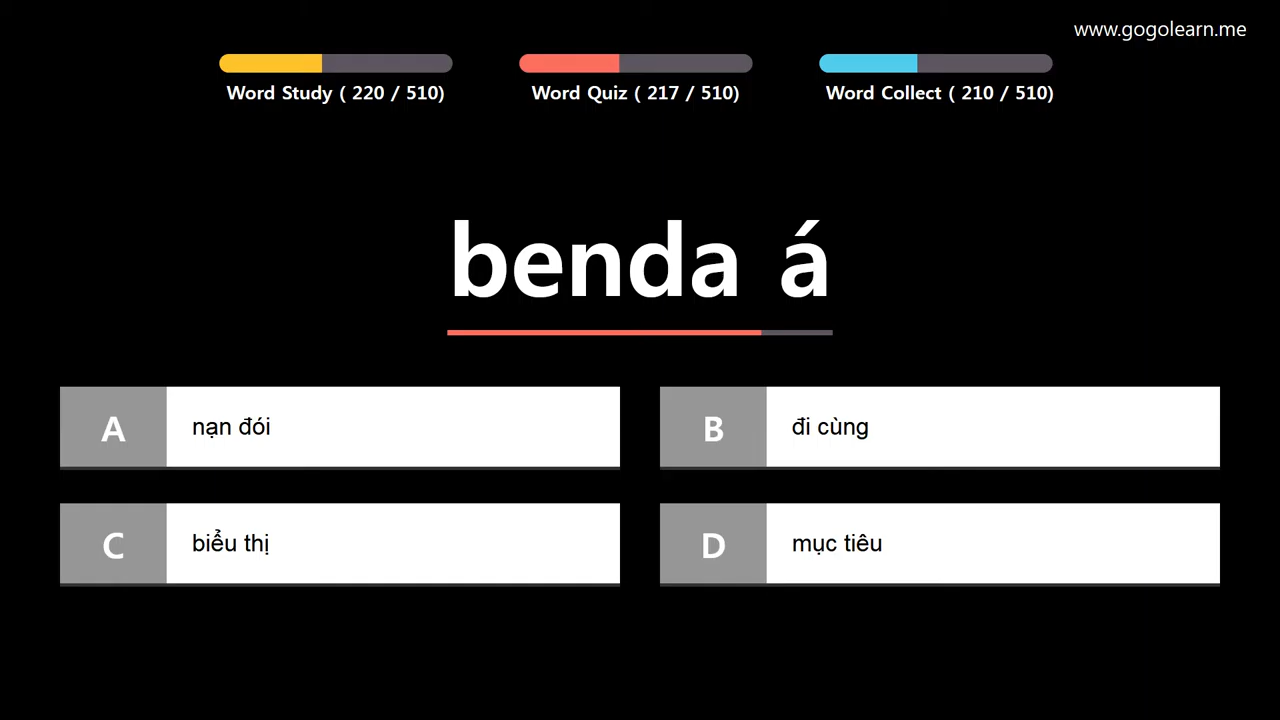 www.gogolearn.me
Word Study ( 220 / 510)
Word Quiz ( 217 / 510)
Word Collect ( 210 / 510)
benda á
A nạn đói
B đi cùng
C biểu thị
D mục tiêu